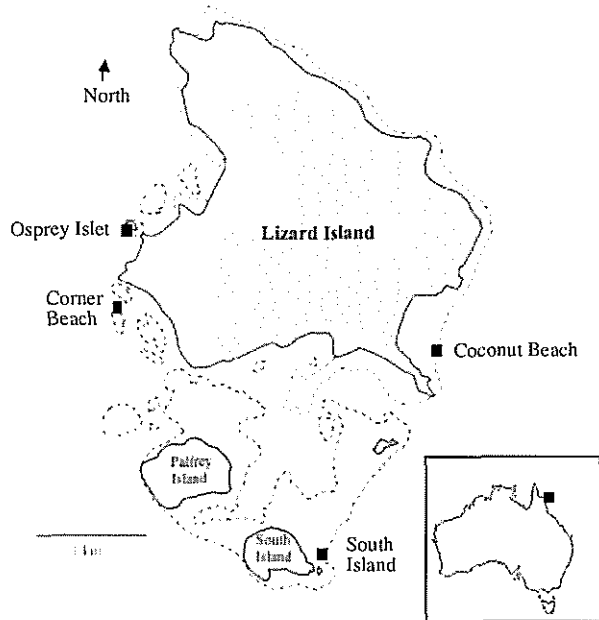 North
Osprey Islet
Lizard Island
Corner
Beach
Coconut Beach
Palfrey
Island
South
Island
South
Island